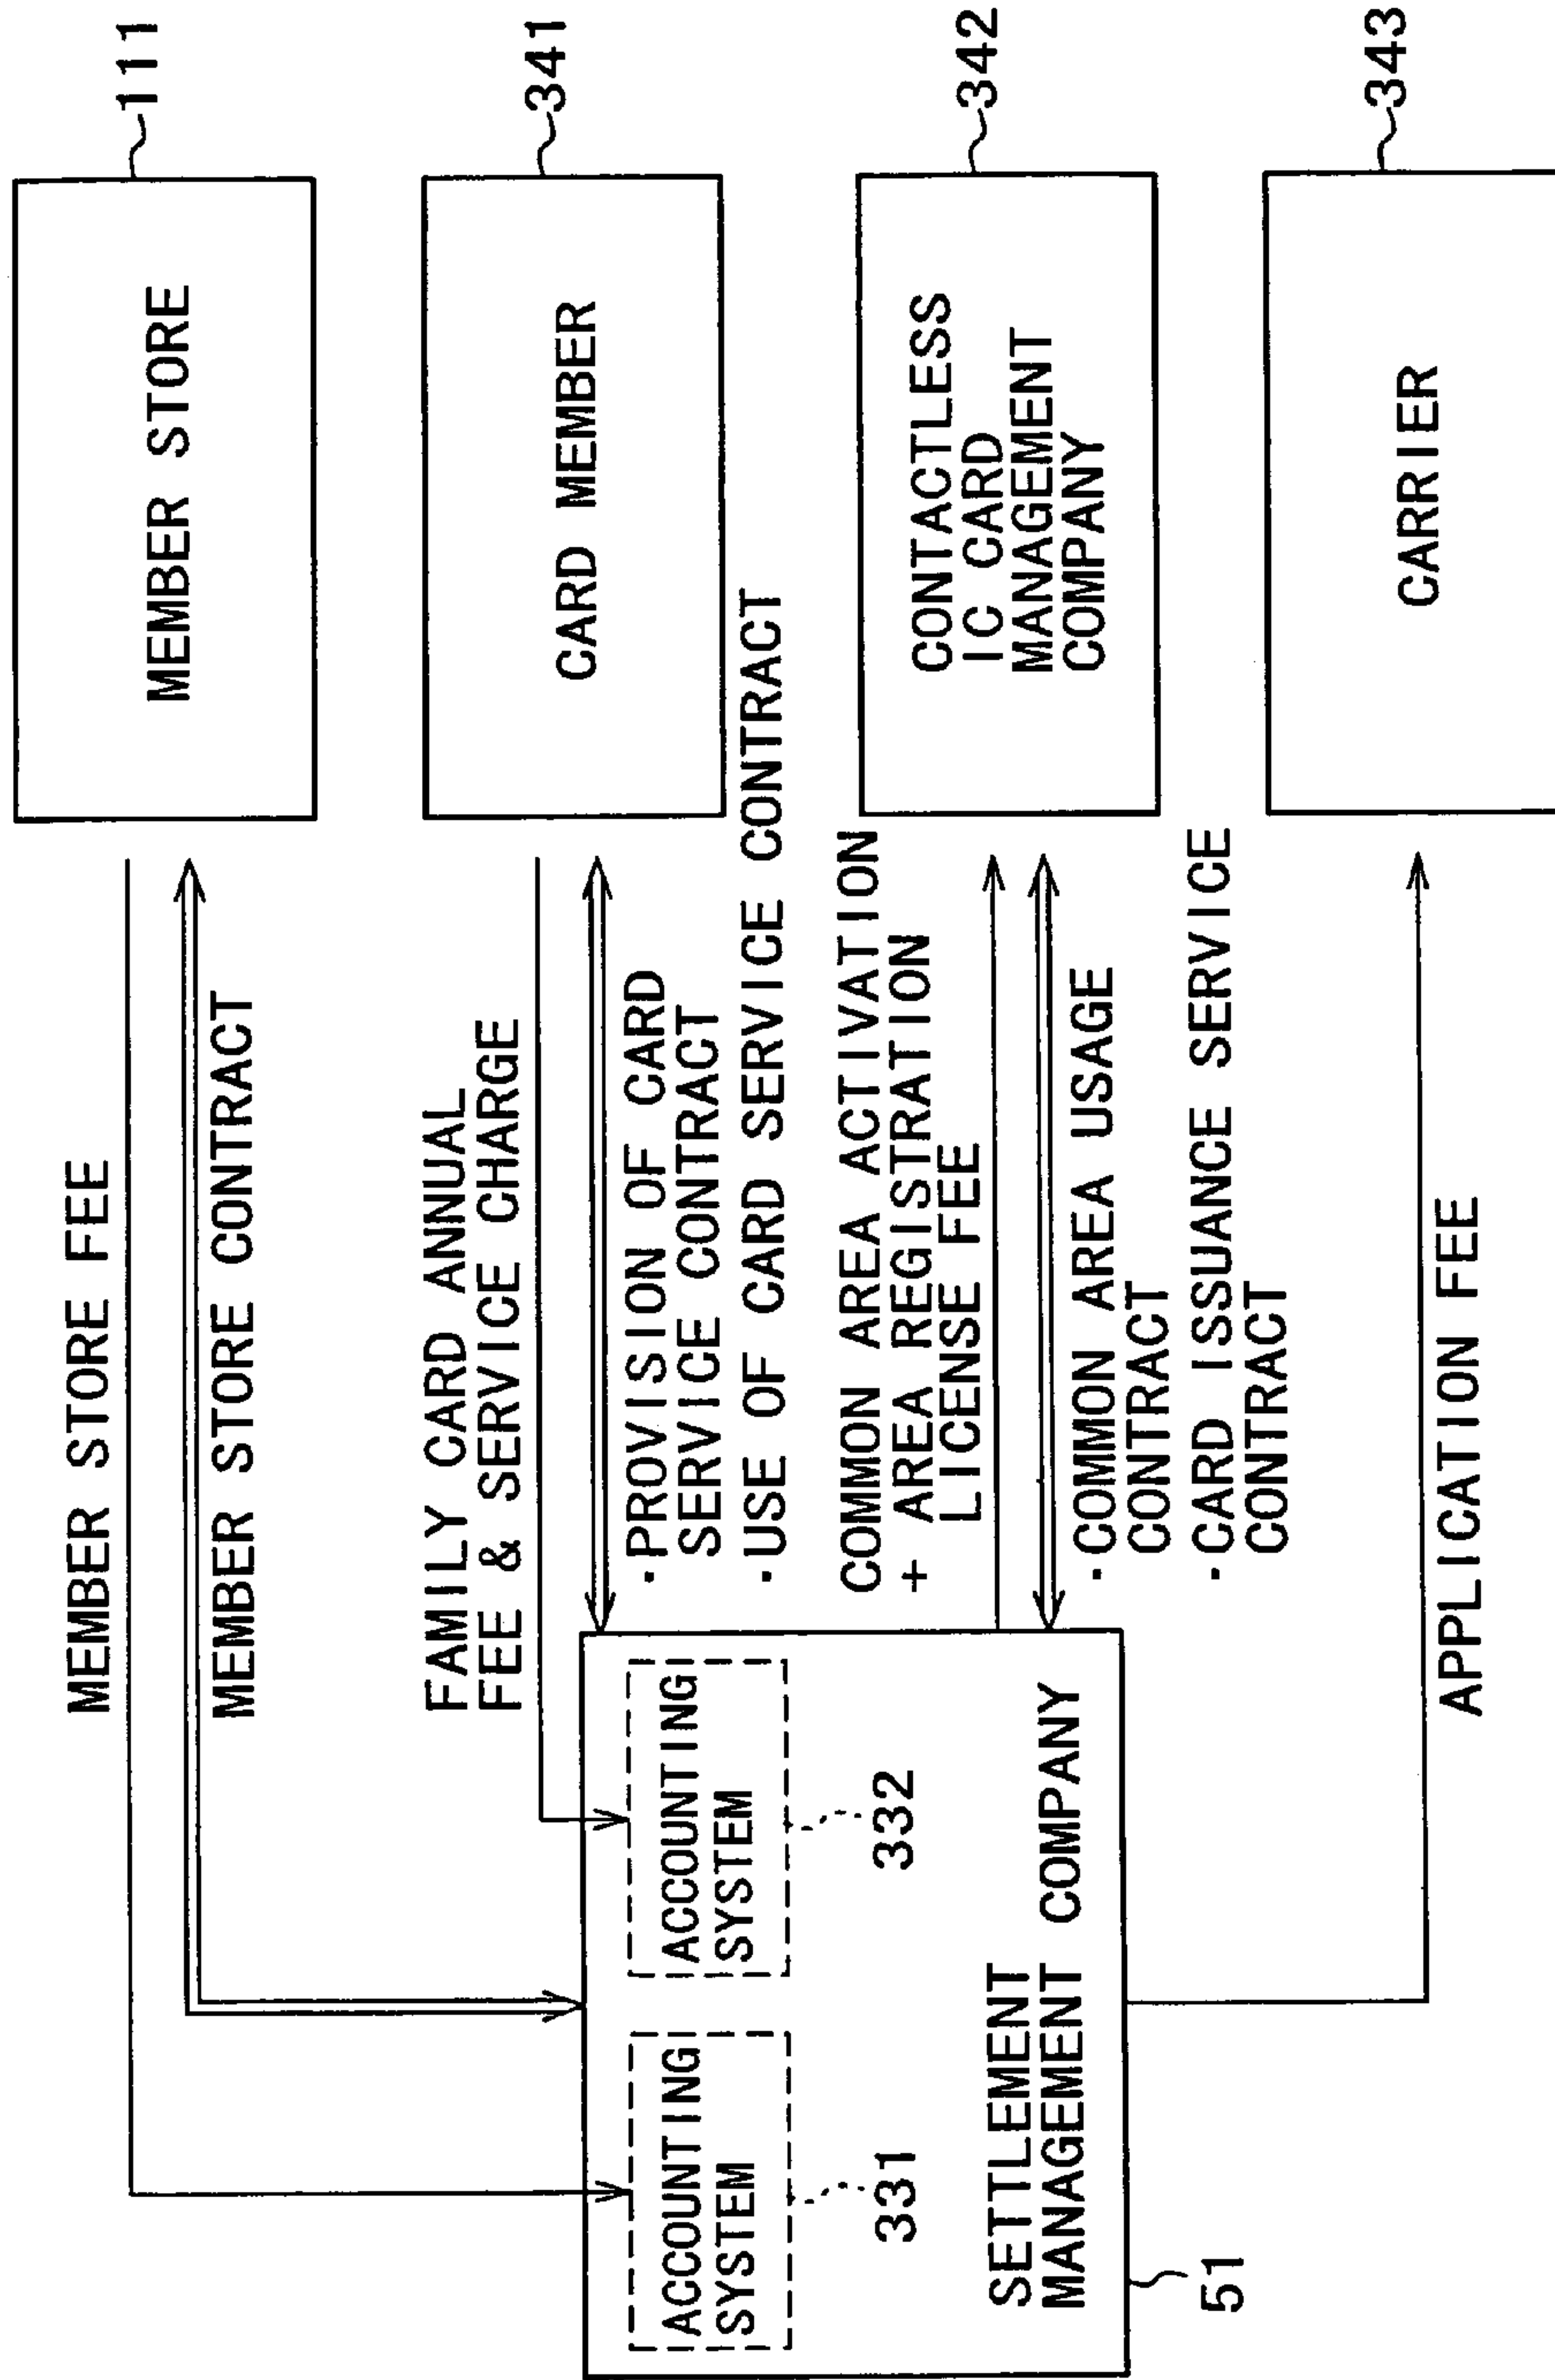 MEMBER STORE FEE
MEMBER STORE
111
MEMBER STORE CONTRACT
FAMILY CARD ANNUAL
FEE & SERVICE CHARGE
CARD MEMBER
341
·PROVISION OF CARD
SERVICE CONTRACT
·USE OF CARD SERVICE CONTRACT
ACCOUNTING
SYSTEM
331
ACCOUNTING
SYSTEM
332
SETTLEMENT
MANAGEMENT COMPANY
51
COMMON AREA ACTIVATION
+ AREA REGISTRATION
LICENSE FEE
CONTACTLESS
IC CARD
MANAGEMENT
COMPANY
342
·COMMON AREA USAGE
CONTRACT
·CARD ISSUANCE SERVICE
CONTRACT
CARRIER
343
APPLICATION FEE